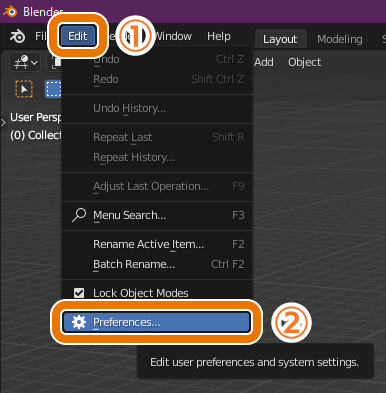 Blender
Edit ① Window Help Layout Modeling
Add Object
Undo Ctrl Z
Redo Shift Ctrl Z
User Persp
(0) Collect
Undo History...
Repeat Last Shift R
Repeat History...
Adjust Last Operation... F9
Menu Search... F3
Rename Active Item... F2
Batch Rename... Ctrl F2
Lock Object Modes
Preferences... ②
Edit user preferences and system settings.